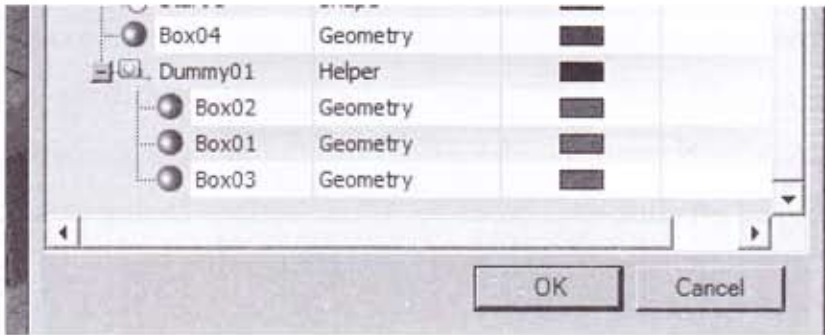 Box04 Geometry
Dummy01 Helper
Box02 Geometry
Box01 Geometry
Box03 Geometry
OK Cancel